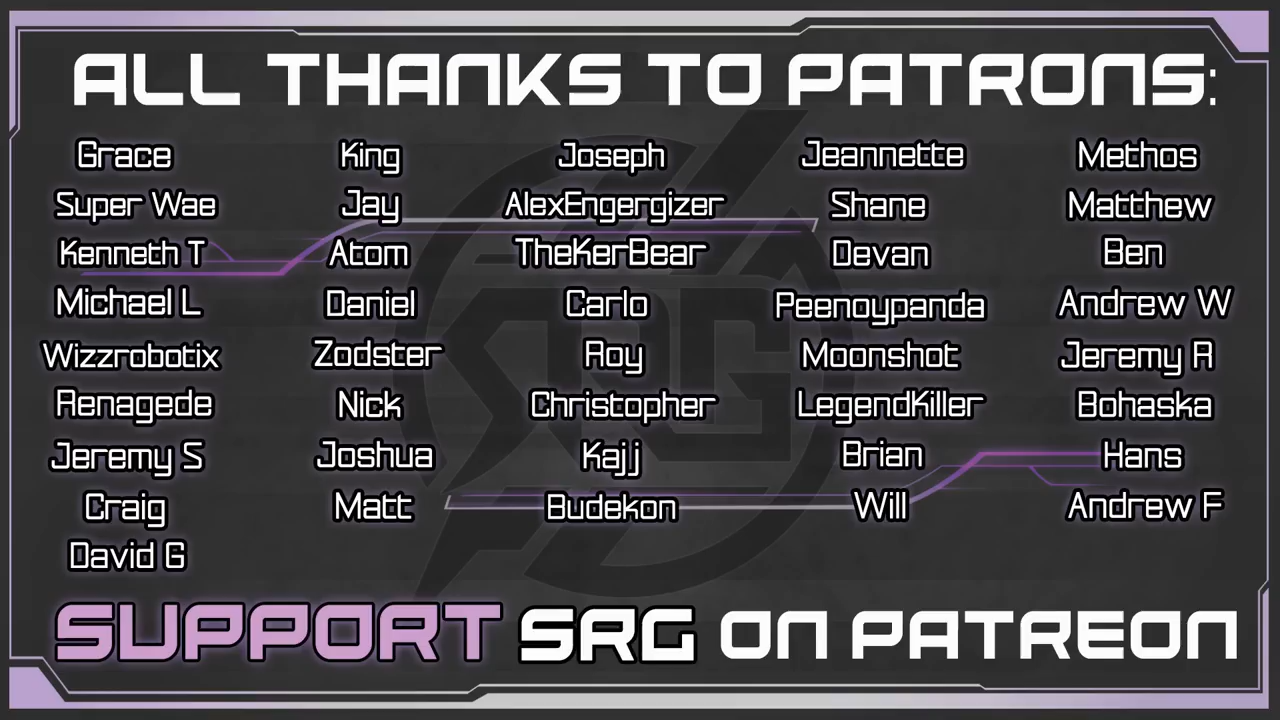 ALL THANKS TO PATRONS:
Grace King Joseph Jeannette Methos
Super Wae Jay AlexEngergizer Shane Matthew
Kenneth T Atom TheKerBear Devan Ben
Michael L Daniel Carlo Peenoypanda Andrew W
Wizzrobotix Zodster Roy Moonshot Jeremy R
Renagede Nick Christopher LegendKiller Bohaska
Jeremy S Joshua Kajj Brian Hans
Craig Matt Budekon Will Andrew F
David G
SUPPORT SRG ON PATREON